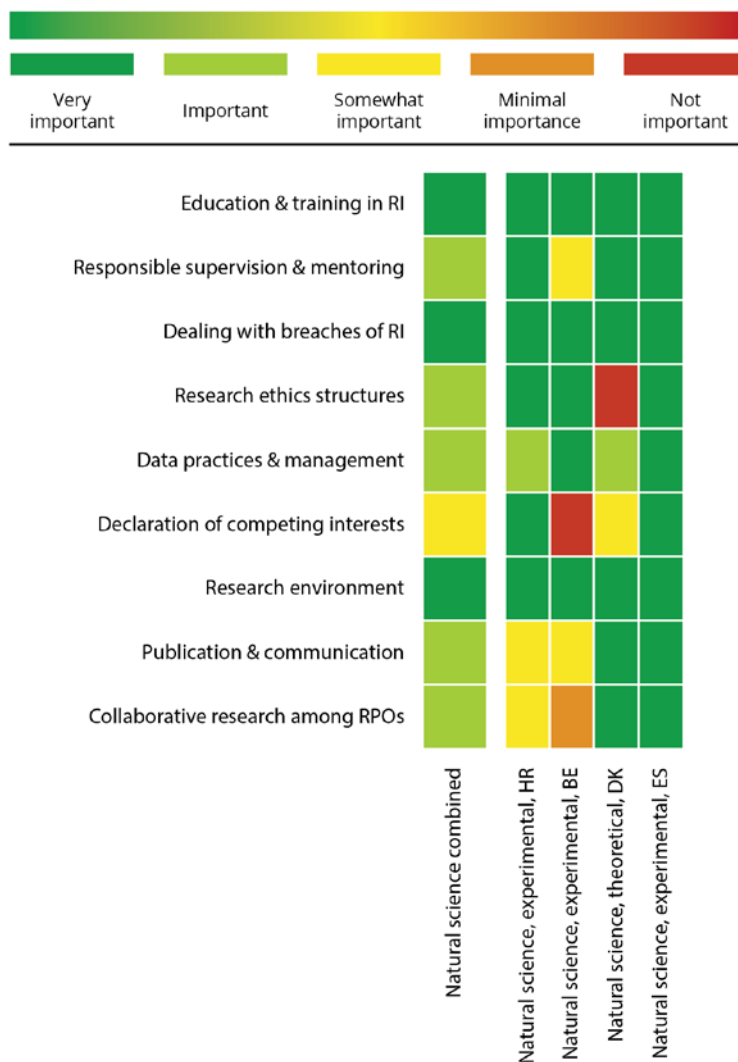 Very
important
Important
Somewhat
important
Minimal
importance
Not
important
Education & training in RI
Responsible supervision & mentoring
Dealing with breaches of RI
Research ethics structures
Data practices & management
Declaration of competing interests
Research environment
Publication & communication
Collaborative research among RPOs
Natural science combined
Natural science, experimental, HR
Natural science, experimental, BE
Natural science, theoretical, DK
Natural science, experimental, ES